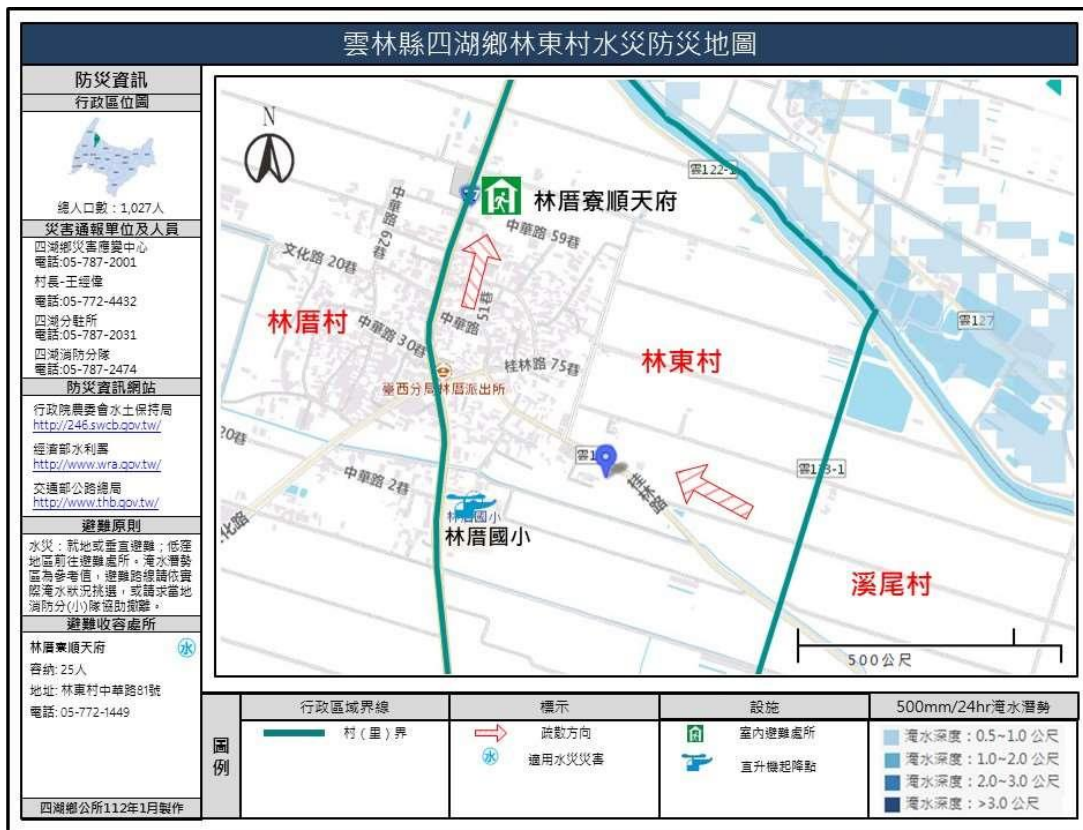 雲林縣四湖鄉林東村水災防災地圖
防災資訊
行政區位圖
總人口數：1,027人
災害通報單位及人員
四湖鄉災害應變中心
電話:05-787-2001
村長-王經偉
電話:05-772-4432
四湖分駐所
電話:05-787-2031
四湖消防分隊
電話:05-787-2474
防災資訊網站
行政院農委會水土保持局
http://246.swcb.gov.tw/
經濟部水利署
http://www.wra.gov.tw/
交通部公路總局
http://www.thb.gov.tw/
避難原則
水災：就地或垂直避難；低窪
地區前往避難處所。淹水潛勢
區為參考值，避難路線請依實
際淹水狀況挑選，或請求當地
消防分(小)隊協助撤離。
避難收容處所
林厝寮順天府
水
容納: 25人
地址: 林東村中華路81號
電話: 05-772-1449
四湖鄉公所112年1月製作
N
雲122-1
林厝寮順天府
中華路 62巷
中華路 59巷
文化路 20巷
林厝村
中華路
51巷
雲127
中華路 30巷
桂林路 75巷
林東村
臺西分局林厝派出所
20巷
中華路 2巷
桂林路
化路
林厝國小
林厝國小
溪尾村
500公尺
圖例
行政區域界線
標示
設施
500mm/24hr淹水潛勢
村（里）界
疏散方向
室內避難處所
淹水深度：0.5~1.0 公尺
水
適用水災災害
直升機起降點
淹水深度：1.0~2.0 公尺
淹水深度：2.0~3.0 公尺
淹水深度：>3.0 公尺